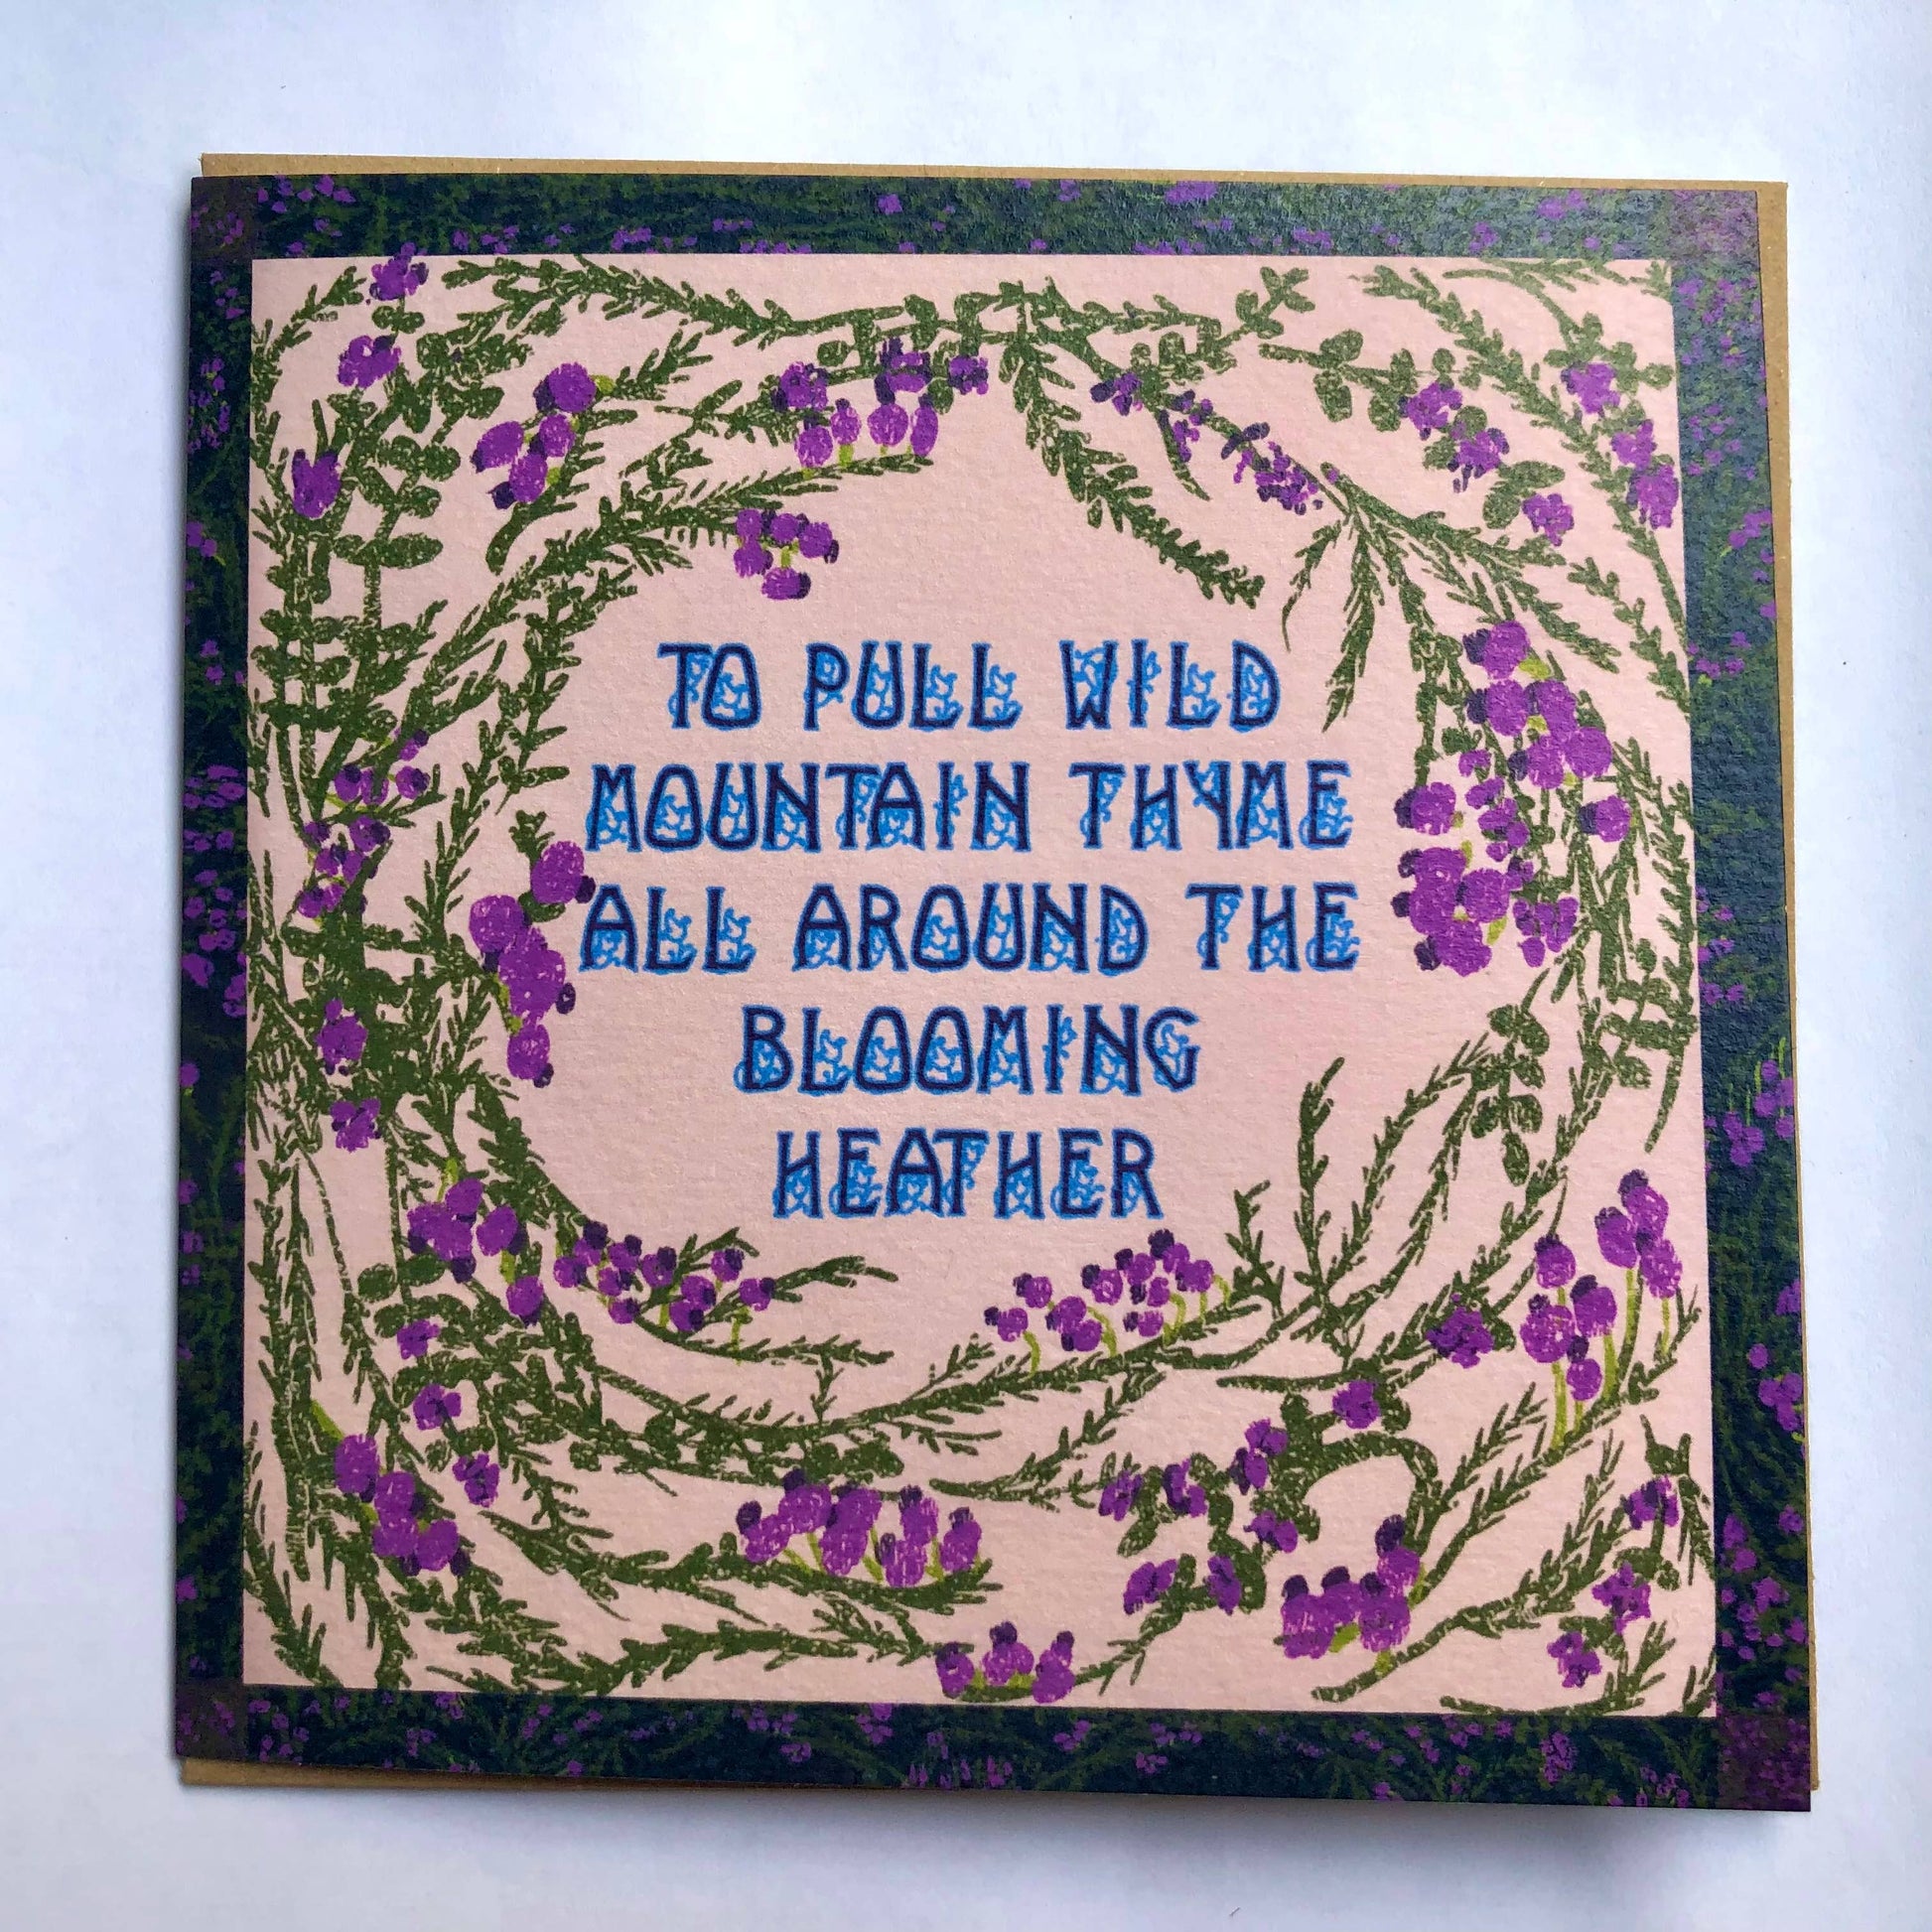 TO PULL WILD
MOUNTAIN THYME
ALL AROUND THE
BLOOMING
HEATHER